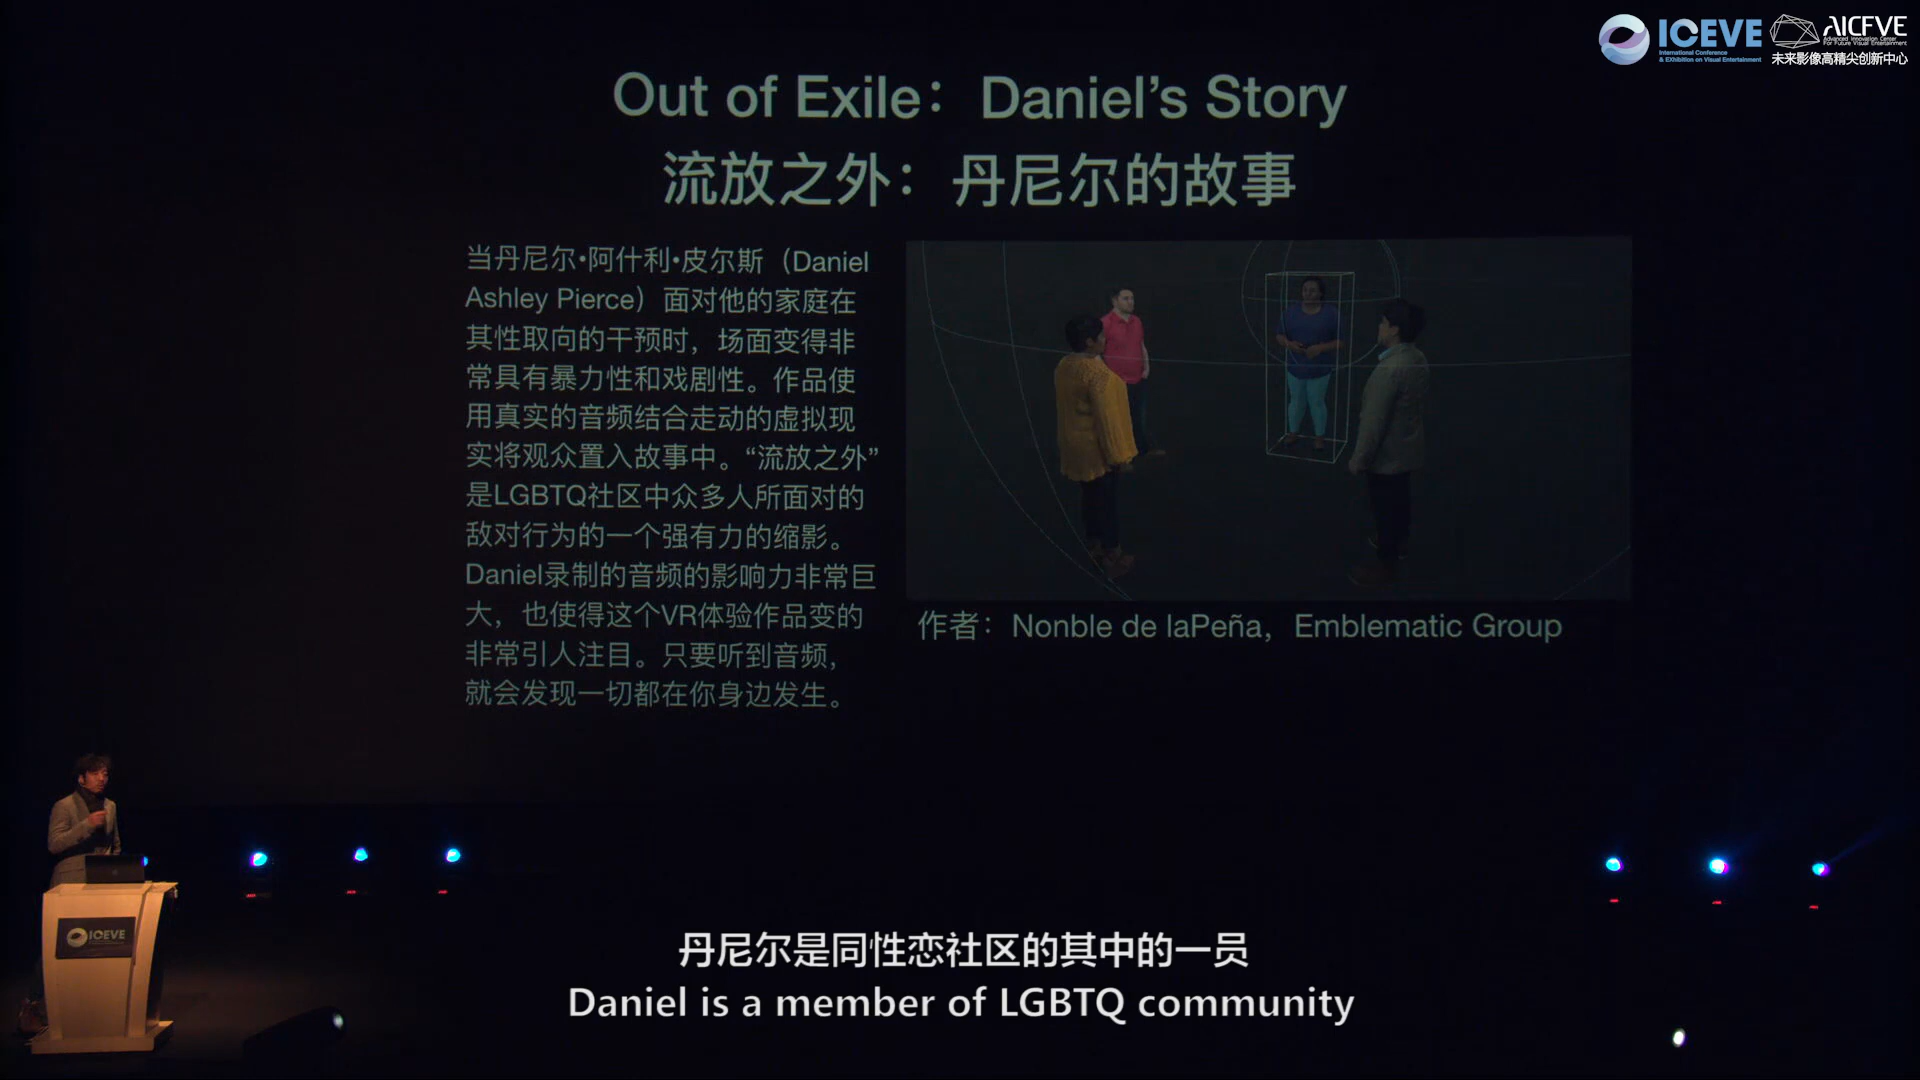 ICEVE
International Conference
& EXhibition on Visual Entertainment
AICFVE
Advanced Innovation Center
For Future Visual Entertainment
未来影像高精尖创新中心
Out of Exile：Daniel’s Story
流放之外：丹尼尔的故事
当丹尼尔•阿什利•皮尔斯（Daniel
Ashley Pierce）面对他的家庭在
其性取向的干预时，场面变得非
常具有暴力性和戏剧性。作品使
用真实的音频结合走动的虚拟现
实将观众置入故事中。“流放之外”
是LGBTQ社区中众多人所面对的
敌对行为的一个强有力的缩影。
Daniel录制的音频的影响力非常巨
大，也使得这个VR体验作品变的
非常引人注目。只要听到音频，
就会发现一切都在你身边发生。
作者：Nonble de laPeña，Emblematic Group
ICEVE
丹尼尔是同性恋社区的其中的一员
Daniel is a member of LGBTQ community